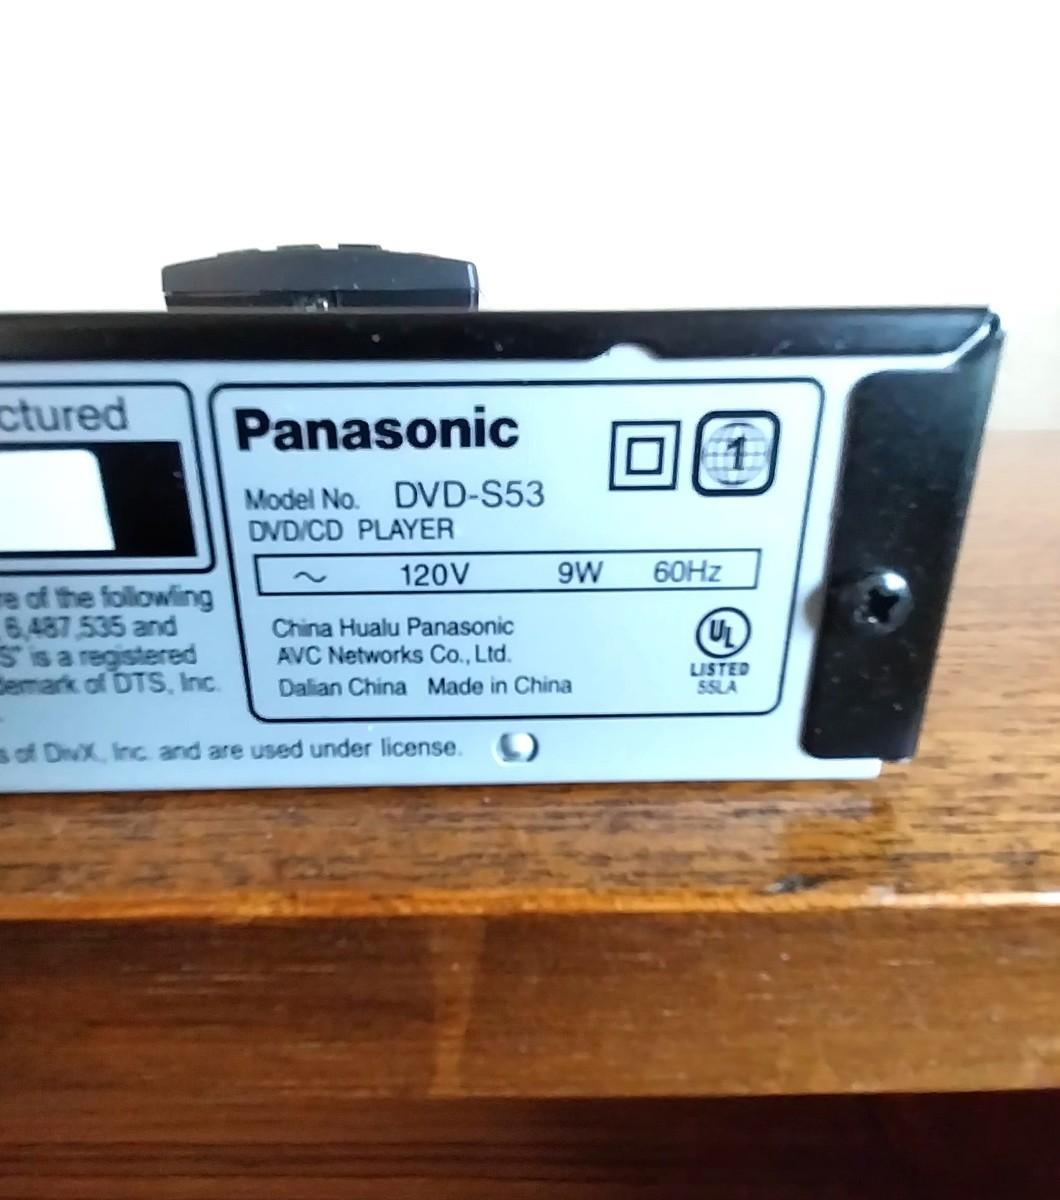 ctured
re of the following
6,487,535 and
S" is a registered
demark of DTS, Inc.
s of DivX, Inc. and are used under license.
Panasonic
1
Model No. DVD-S53
DVD/CD PLAYER
~ 120V 9W 60Hz
China Hualu Panasonic
AVC Networks Co., Ltd.
Dalian China Made in China
UL
LISTED
55LA